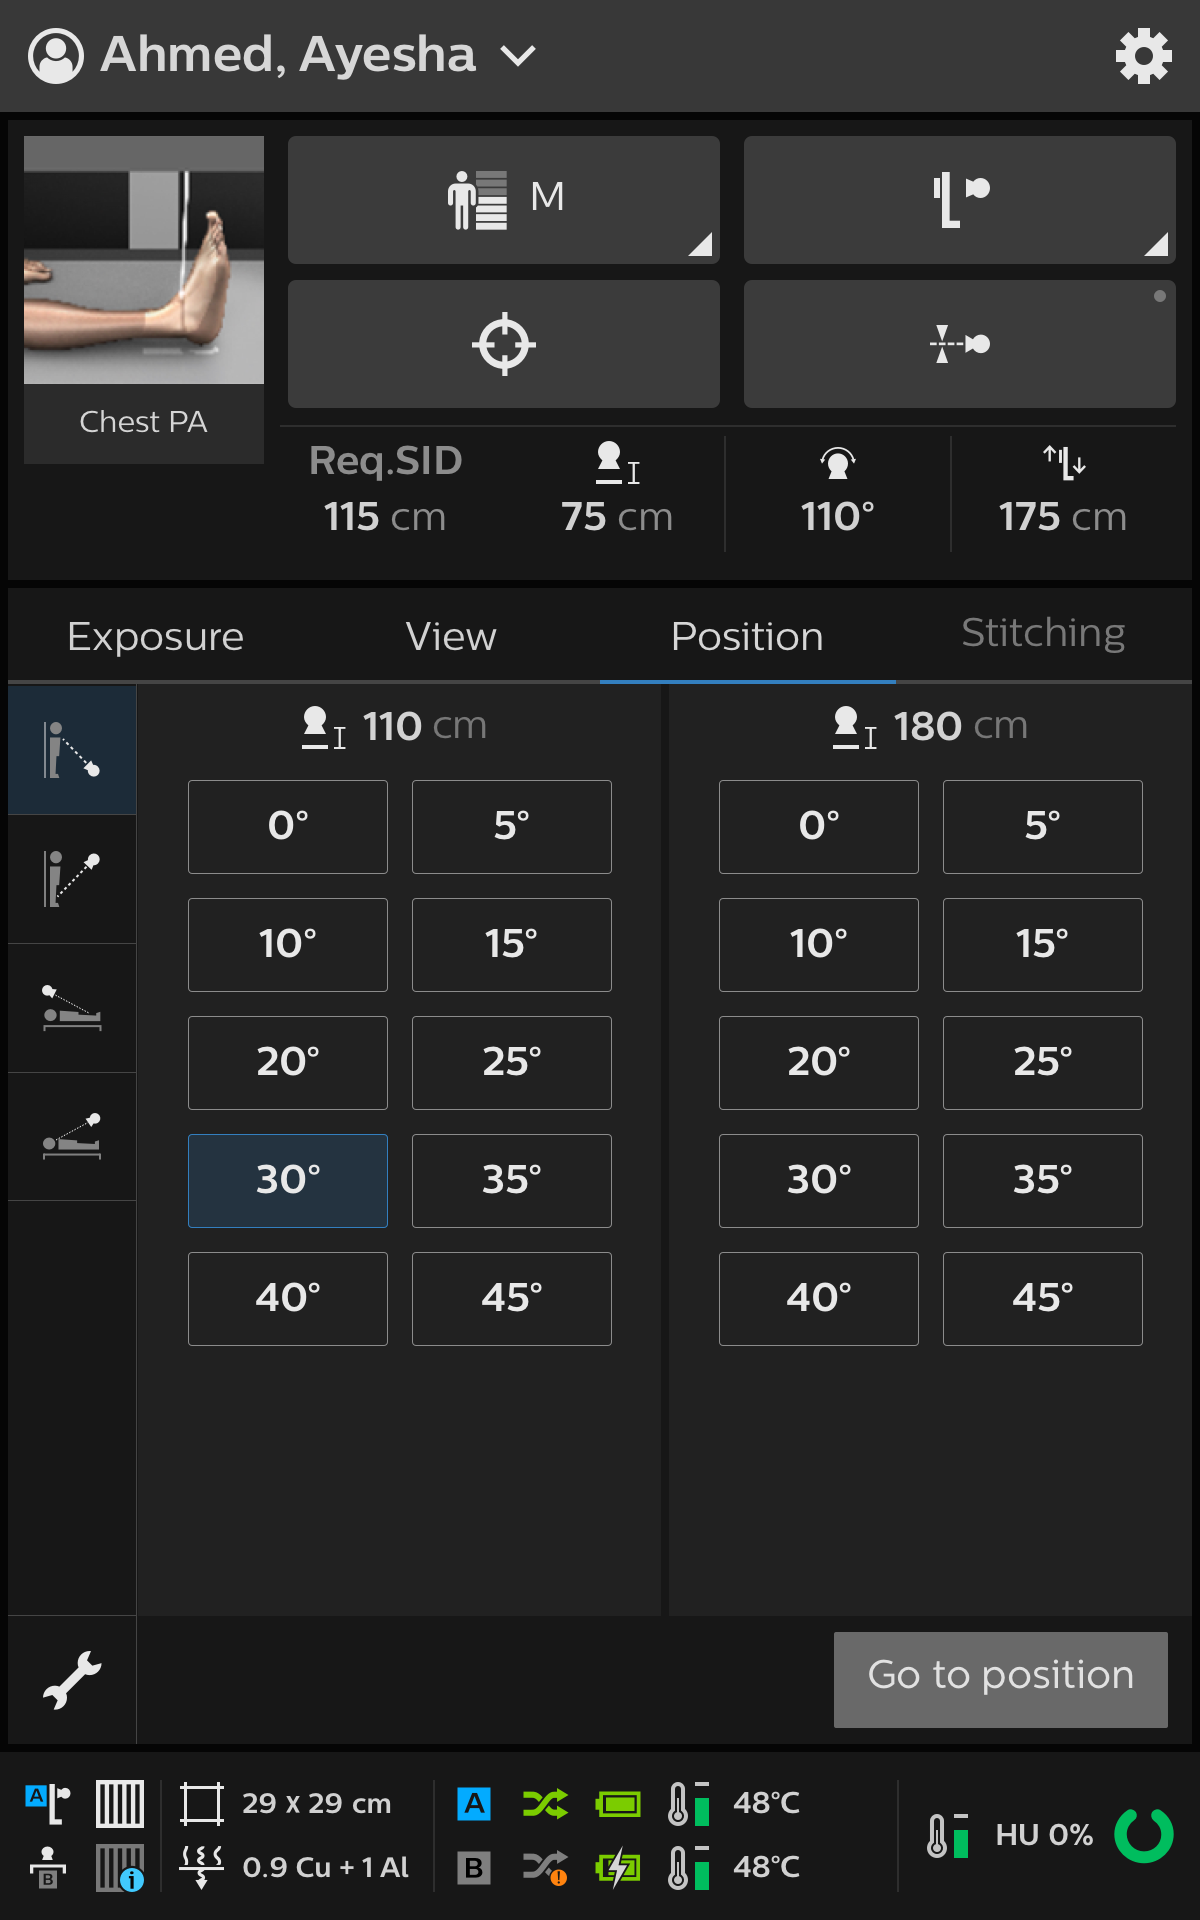 Ahmed, Ayesha
M
Chest PA
Req.SID
115 cm
75 cm
110°
175 cm
Exposure View Position Stitching
110 cm
0° 5°
10° 15°
20° 25°
30° 35°
40° 45°
180 cm
0° 5°
10° 15°
20° 25°
30° 35°
40° 45°
Go to position
A
B
i
29 x 29 cm
0.9 Cu + 1 Al
A 48°C
B ! 48°C
HU 0%